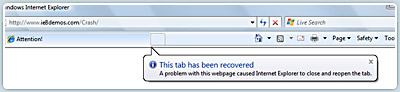 indows Internet Explorer
http://www.ie8demos.com/Crash/
Live Search
Attention!
Page
Safety
Too
This tab has been recovered
A problem with this webpage caused Internet Explorer to close and reopen the tab.